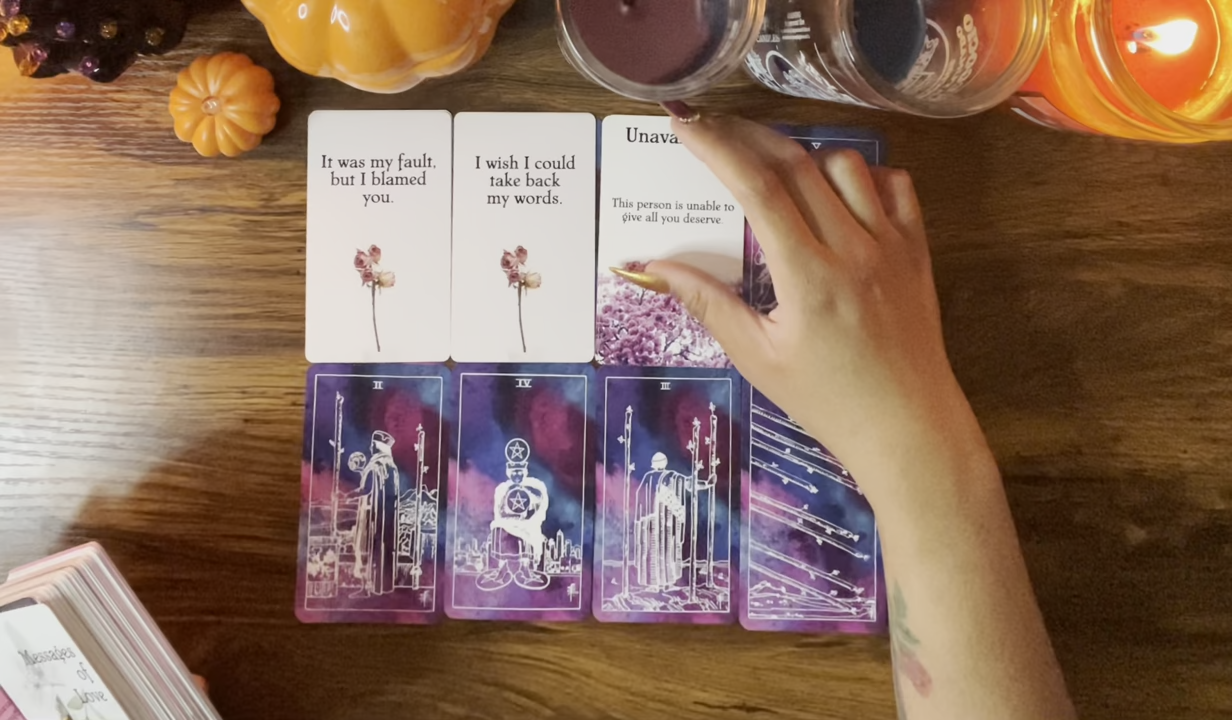 It was my fault,
but I blamed
you.
I wish I could
take back
my words.
Unava
This person is unable to
give all you deserve.
V
II
IV
III
Messages
of
Love